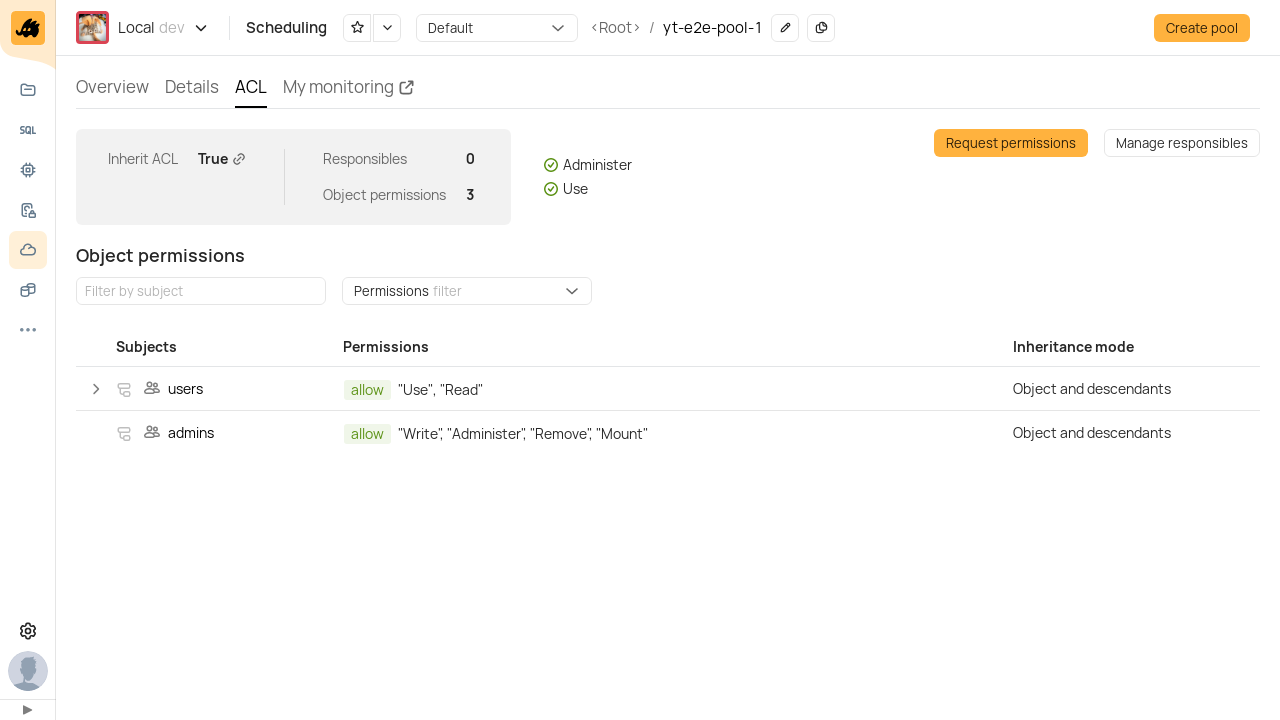 Local dev Scheduling Default <Root> / yt-e2e-pool-1 Create pool
SQL
Overview Details ACL My monitoring
Inherit ACL True Responsibles 0
Object permissions 3
Administer
Use
Request permissions Manage responsibles
Object permissions
Filter by subject Permissions filter
Subjects Permissions Inheritance mode
users allow "Use", "Read" Object and descendants
admins allow "Write", "Administer", "Remove", "Mount" Object and descendants